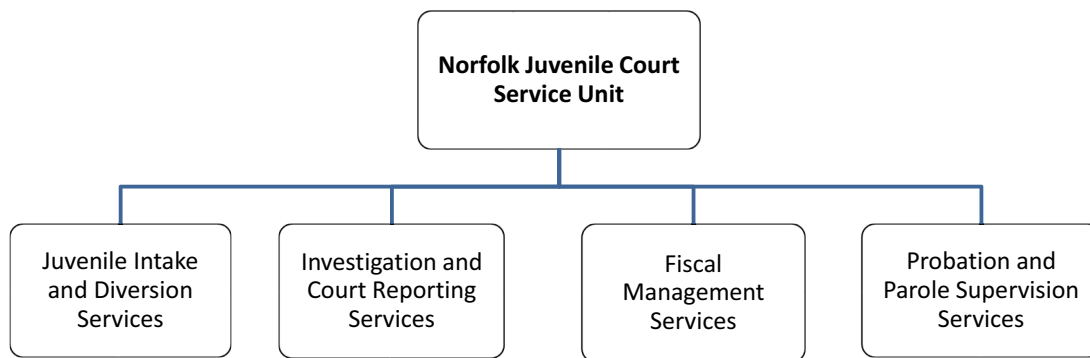 Norfolk Juvenile Court
Service Unit
Juvenile Intake
and Diversion
Services
Investigation and
Court Reporting
Services
Fiscal
Management
Services
Probation and
Parole Supervision
Services